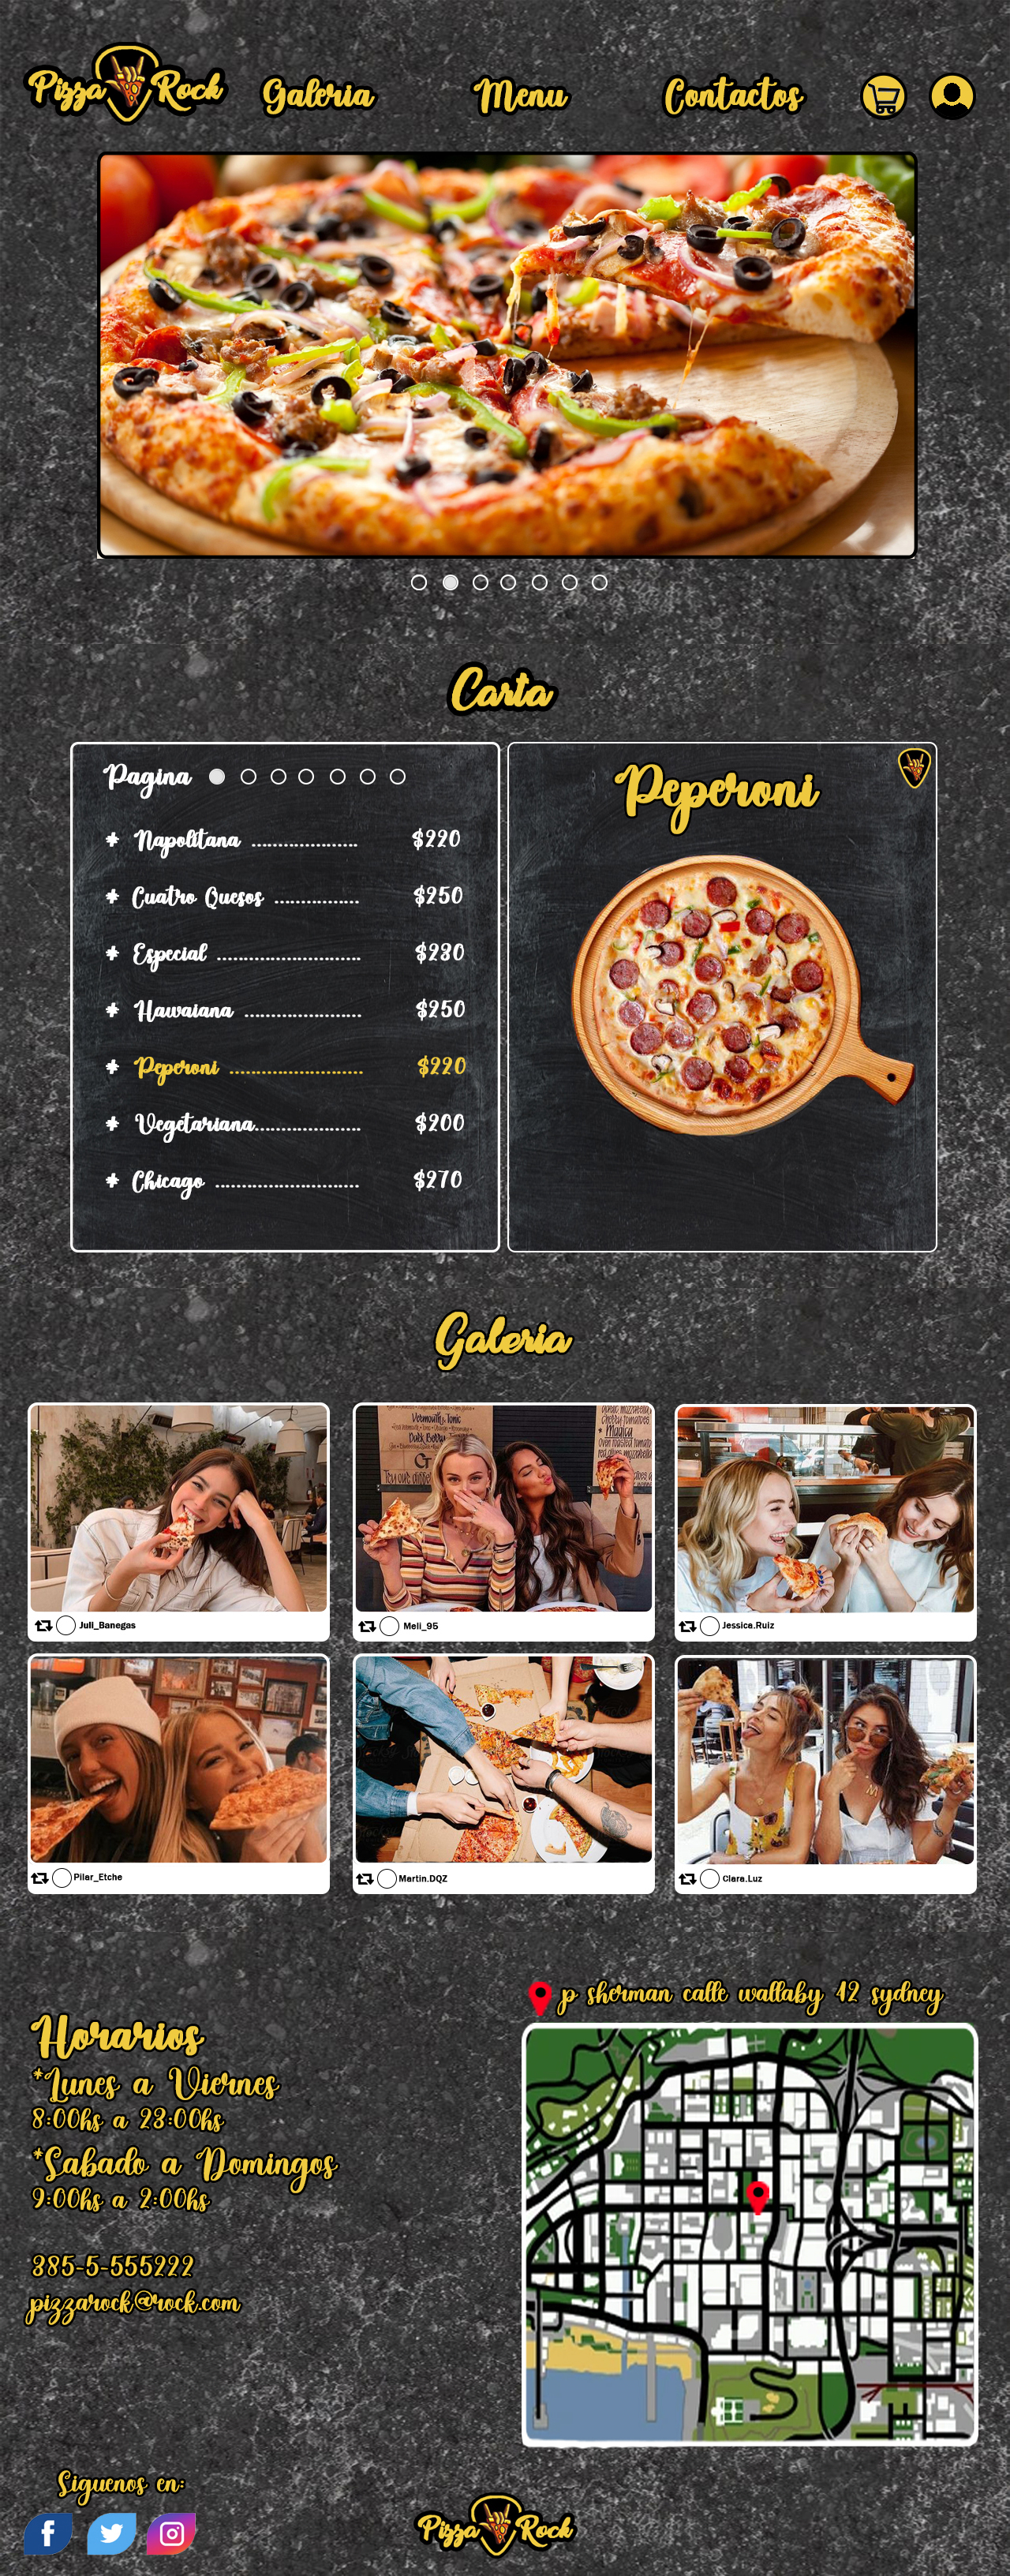 Pizza Rock
Galeria
Menu
Contactos
Carta
Pagina
* Napolitana .................... $220
* Cuatro Quesos ................ $250
* Especial ........................... $230
* Hawaiana ...................... $250
* Peperoni ......................... $220
* Vegetariana.................... $200
* Chicago ........................... $270
Peperoni
Galeria
Vermouth & Tonic
Juli_Banegas
Meli_95
Jessica.Ruiz
Pilar_Etche
Martin.DQZ
Clara.Luz
p sherman calle wallaby 42 sydney
Horarios
*Lunes a Viernes
8:00hs a 23:00hs
*Sabado a Domingos
9:00hs a 2:00hs
385-5-555222
pizzarock@rock.com
Siguenos en:
Pizza Rock